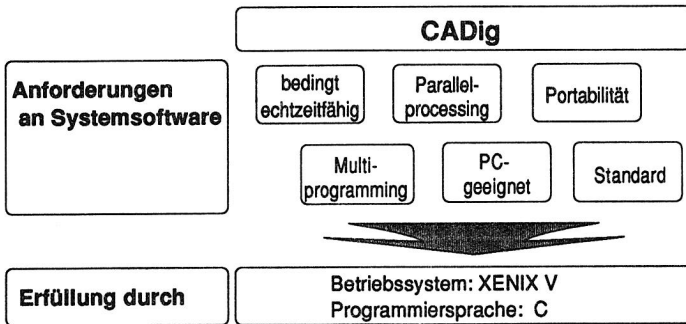 CADig
Anforderungen
an Systemsoftware
bedingt
echtzeitfähig
Parallel-
processing
Portabilität
Multi-
programming
PC-
geeignet
Standard
Erfüllung durch
Betriebssystem: XENIX V
Programmiersprache: C